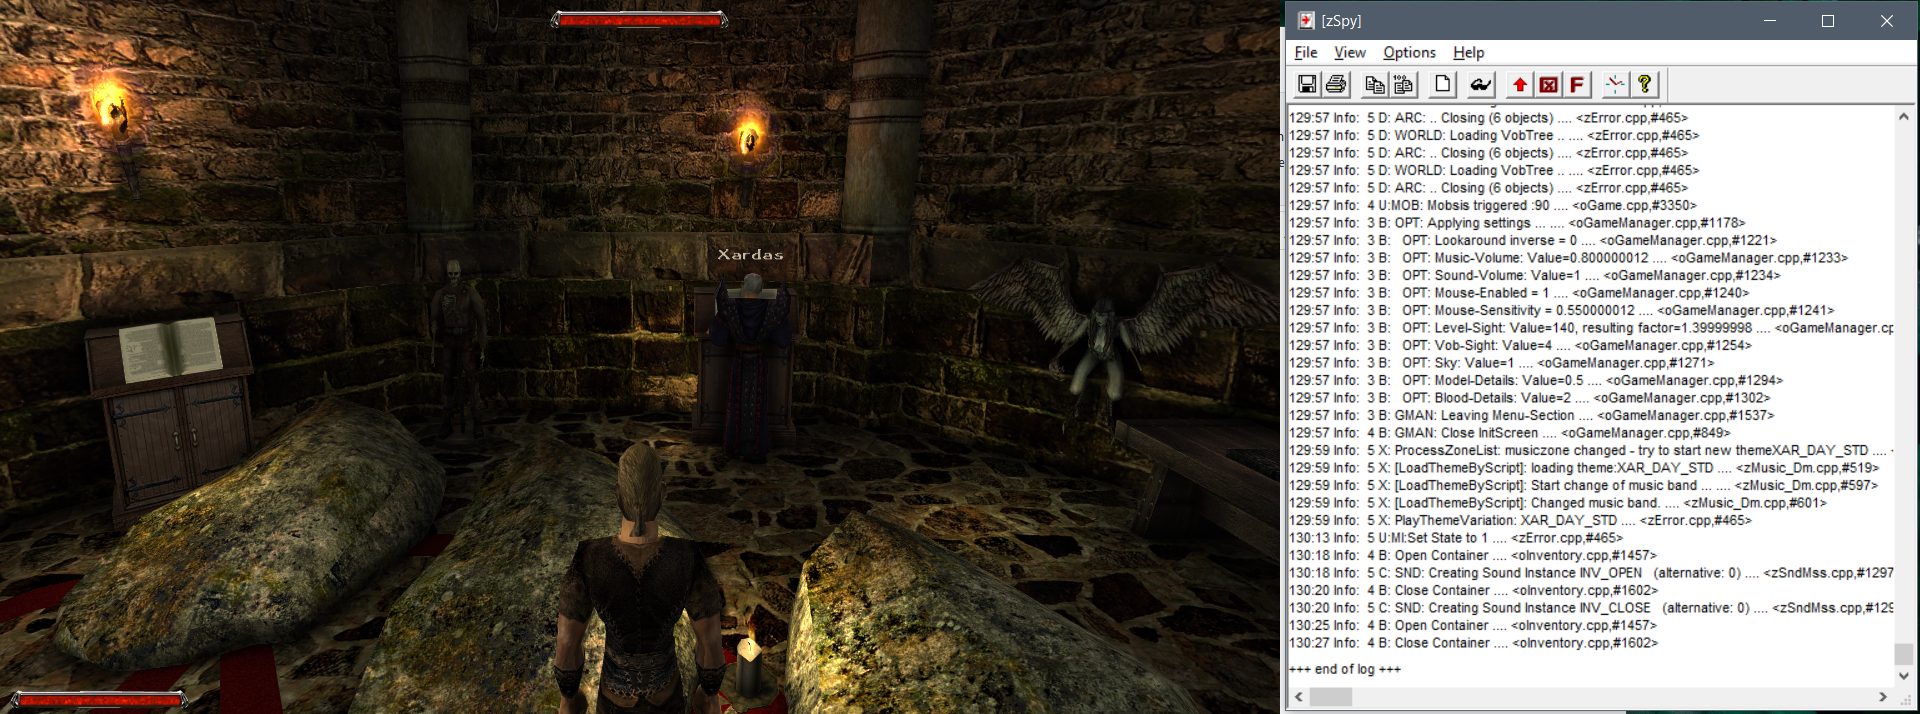 Xardas
[zSpy]
File View Options Help
129:57 Info: 5 D: ARC: .. Closing (6 objects) .... <zError.cpp,#465>
129:57 Info: 5 D: WORLD: Loading VobTree .. .... <zError.cpp,#465>
129:57 Info: 5 D: ARC: .. Closing (6 objects) .... <zError.cpp,#465>
129:57 Info: 5 D: WORLD: Loading VobTree .. .... <zError.cpp,#465>
129:57 Info: 5 D: ARC: .. Closing (6 objects) .... <zError.cpp,#465>
129:57 Info: 4 U:MOB: Mobsis triggered :90 .... <oGame.cpp,#3350>
129:57 Info: 3 B: OPT: Applying settings ... .... <oGameManager.cpp,#1178>
129:57 Info: 3 B: OPT: Lookaround inverse = 0 .... <oGameManager.cpp,#1221>
129:57 Info: 3 B: OPT: Music-Volume: Value=0.800000012 .... <oGameManager.cpp,#1233>
129:57 Info: 3 B: OPT: Sound-Volume: Value=1 .... <oGameManager.cpp,#1234>
129:57 Info: 3 B: OPT: Mouse-Enabled = 1 .... <oGameManager.cpp,#1240>
129:57 Info: 3 B: OPT: Mouse-Sensitivity = 0.550000012 .... <oGameManager.cpp,#1241>
129:57 Info: 3 B: OPT: Level-Sight: Value=140, resulting factor=1.39999998 .... <oGameManager.cp
129:57 Info: 3 B: OPT: Vob-Sight: Value=4 .... <oGameManager.cpp,#1254>
129:57 Info: 3 B: OPT: Sky: Value=1 .... <oGameManager.cpp,#1271>
129:57 Info: 3 B: OPT: Model-Details: Value=0.5 .... <oGameManager.cpp,#1294>
129:57 Info: 3 B: OPT: Blood-Details: Value=2 .... <oGameManager.cpp,#1302>
129:57 Info: 3 B: GMAN: Leaving Menu-Section .... <oGameManager.cpp,#1537>
129:57 Info: 4 B: GMAN: Close InitScreen .... <oGameManager.cpp,#849>
129:59 Info: 5 X: ProcessZoneList: musiczone changed - try to start new themeXAR_DAY_STD .... <
129:59 Info: 5 X: [LoadThemeByScript]: loading theme:XAR_DAY_STD .... <zMusic_Dm.cpp,#519>
129:59 Info: 5 X: [LoadThemeByScript]: Start change of music band ... .... <zMusic_Dm.cpp,#597>
129:59 Info: 5 X: [LoadThemeByScript]: Changed music band. .... <zMusic_Dm.cpp,#601>
129:59 Info: 5 X: PlayThemeVariation: XAR_DAY_STD .... <zError.cpp,#465>
130:13 Info: 5 U:MI:Set State to 1 .... <zError.cpp,#465>
130:18 Info: 4 B: Open Container .... <oInventory.cpp,#1457>
130:18 Info: 5 C: SND: Creating Sound Instance INV_OPEN (alternative: 0) .... <zSndMss.cpp,#1297
130:20 Info: 4 B: Close Container .... <oInventory.cpp,#1602>
130:20 Info: 5 C: SND: Creating Sound Instance INV_CLOSE (alternative: 0) .... <zSndMss.cpp,#129
130:25 Info: 4 B: Open Container .... <oInventory.cpp,#1457>
130:27 Info: 4 B: Close Container .... <oInventory.cpp,#1602>
+++ end of log +++